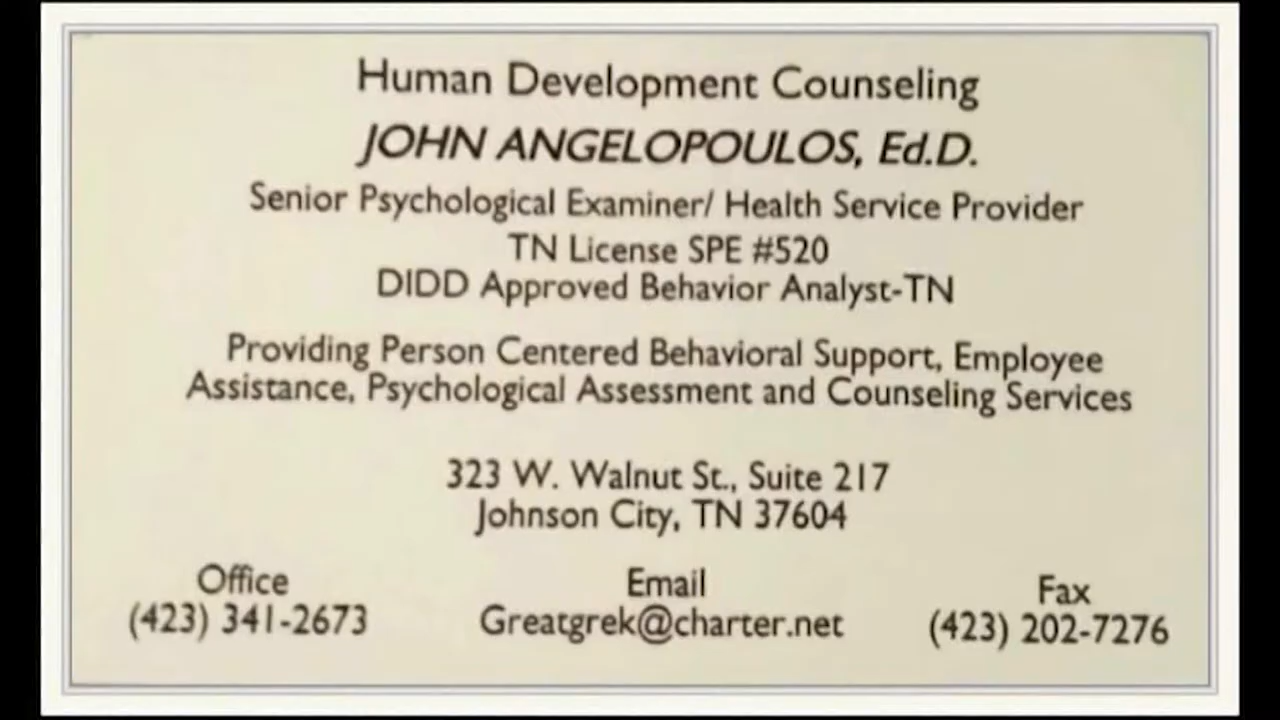 Human Development Counseling
JOHN ANGELOPOULOS, Ed.D.
Senior Psychological Examiner/ Health Service Provider
TN License SPE #520
DIDD Approved Behavior Analyst-TN
Providing Person Centered Behavioral Support, Employee
Assistance, Psychological Assessment and Counseling Services
323 W. Walnut St., Suite 217
Johnson City, TN 37604
Office
(423) 341-2673
Email
Greatgrek@charter.net
Fax
(423) 202-7276